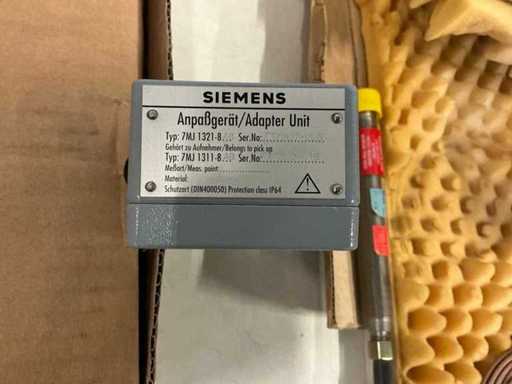 SIEMENS
Anpaßgerät/Adapter Unit
Typ: 7MJ 1321-8 Ser.No:
Gehört zu Aufnehmer/Belongs to pick up
Typ: 7MJ 1311-8 Ser.No:
Meßort/Meas. point:
Material:
Schutzart (DIN40050) Protection class IP64